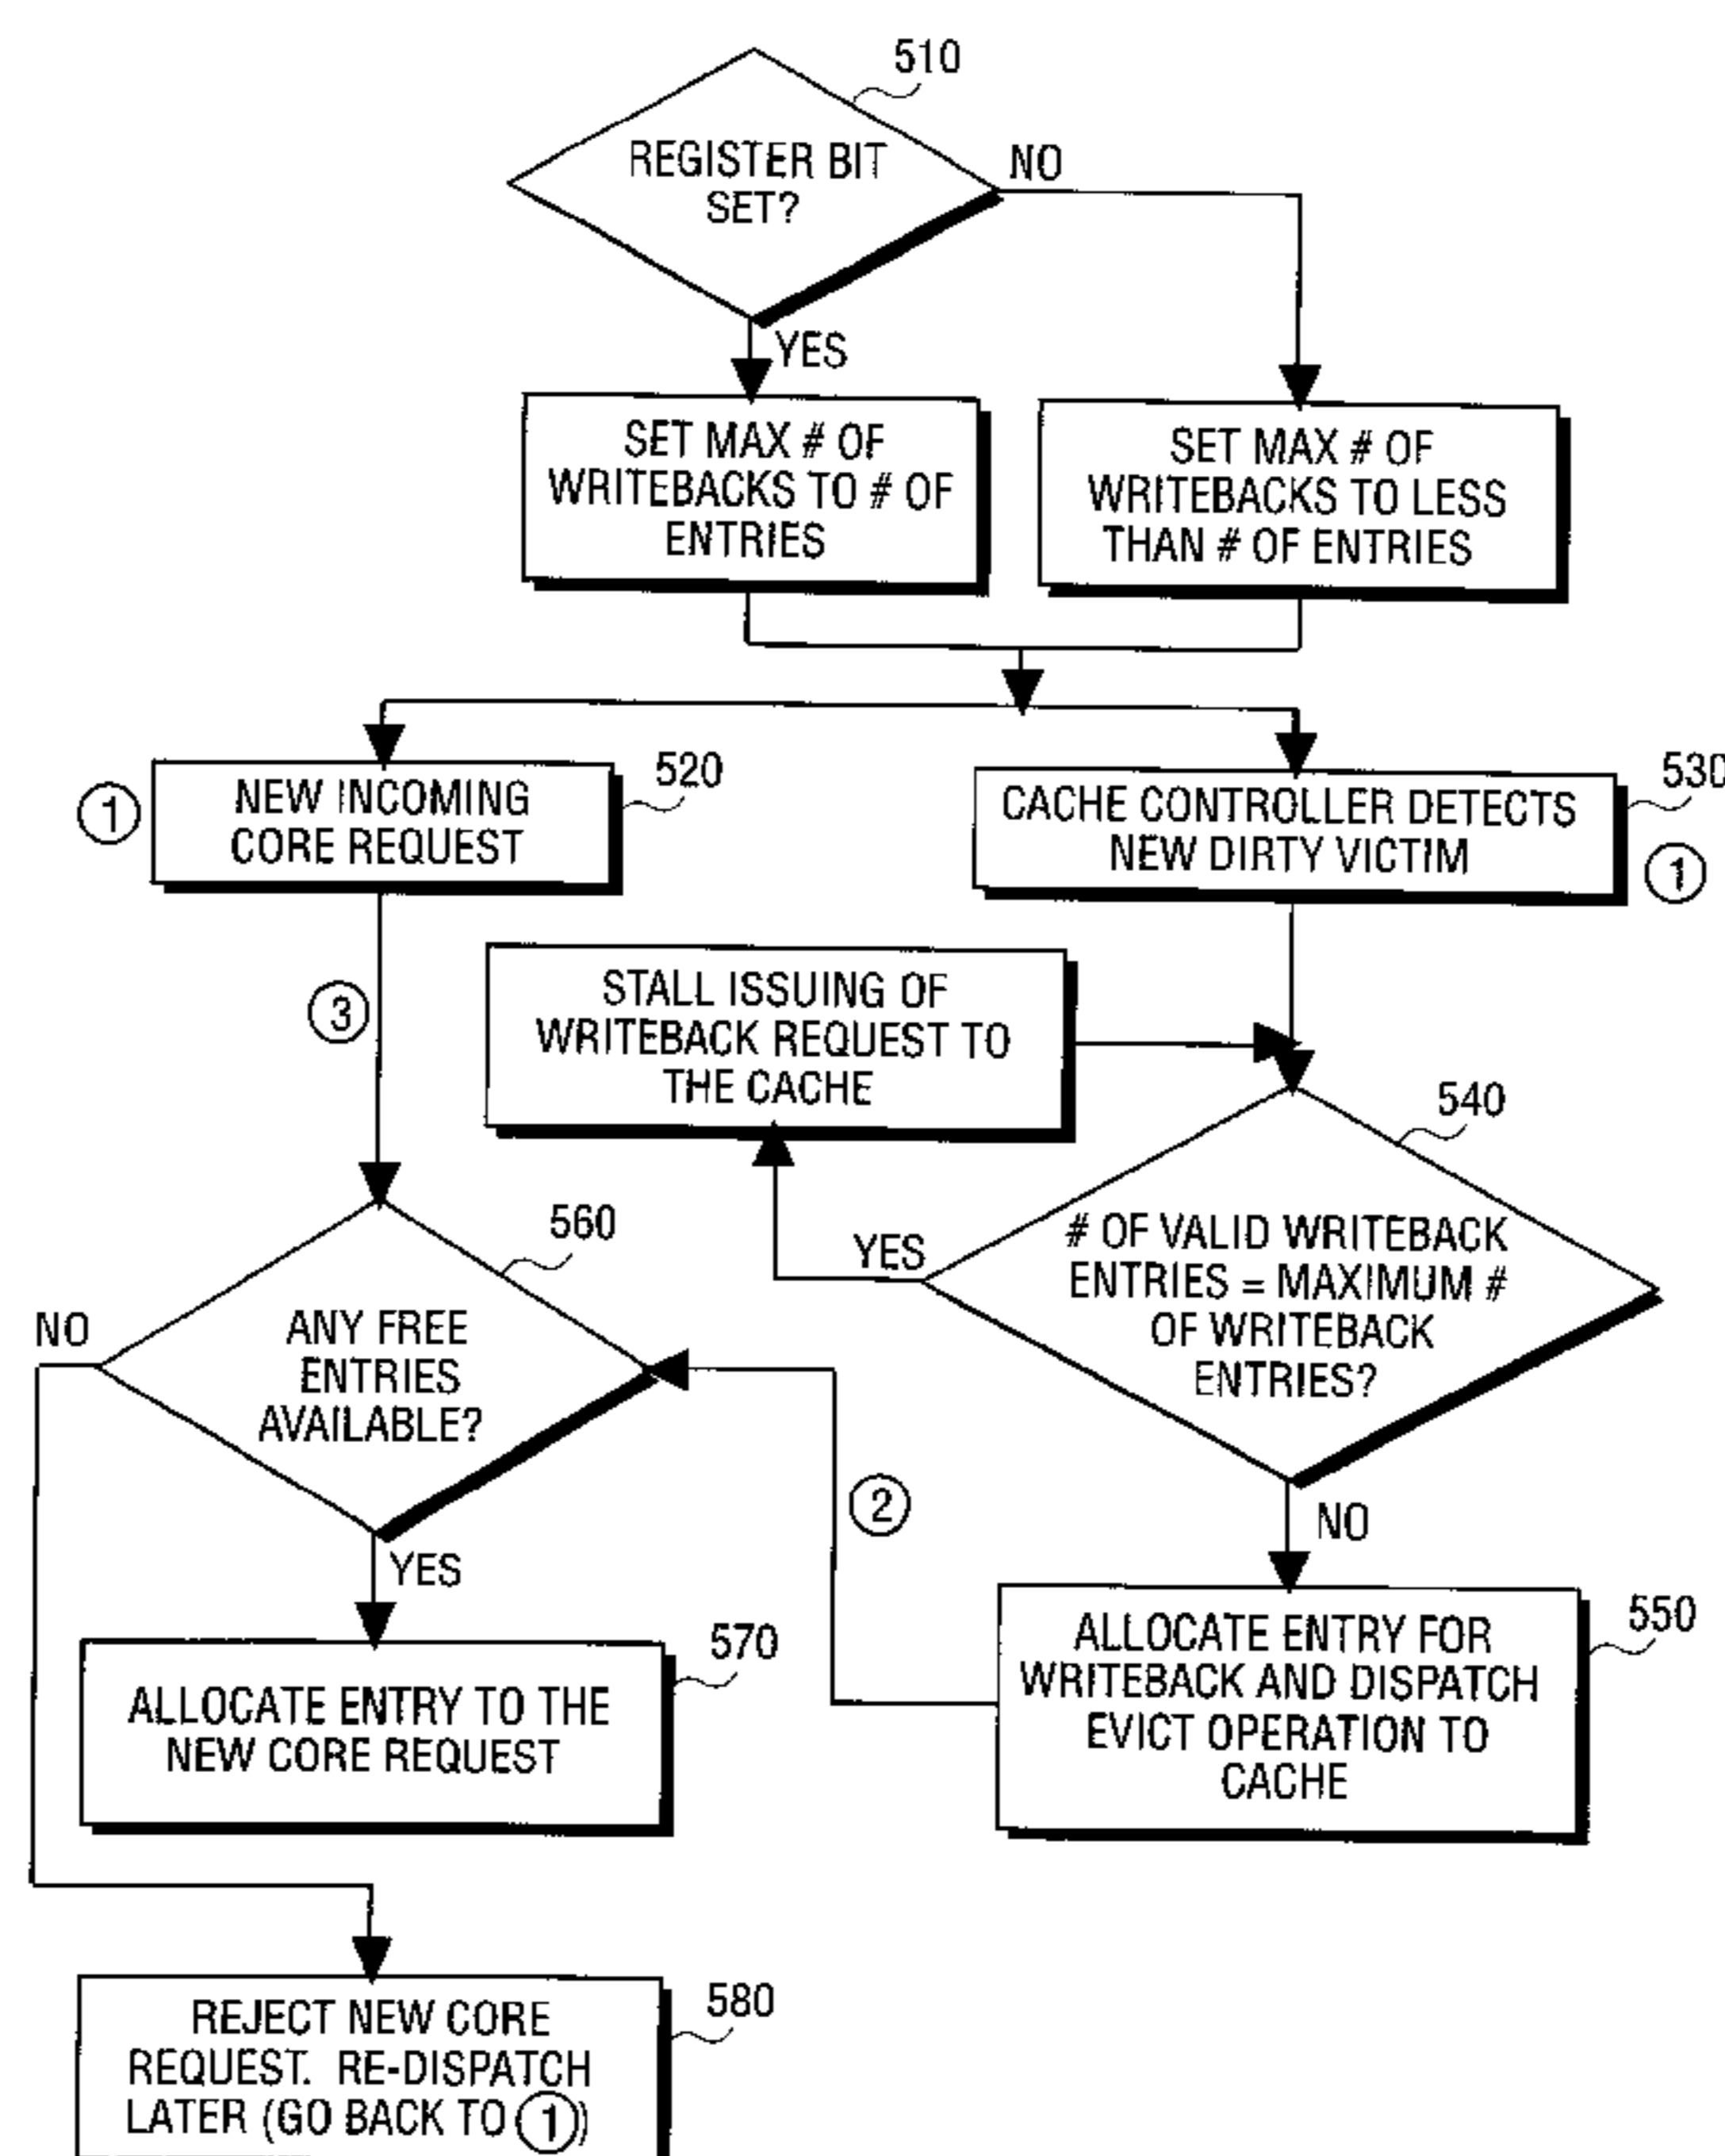 510
REGISTER BIT
SET?
NO
YES
SET MAX # OF
WRITEBACKS TO # OF
ENTRIES
SET MAX # OF
WRITEBACKS TO LESS
THAN # OF ENTRIES
1
NEW INCOMING
CORE REQUEST
520
CACHE CONTROLLER DETECTS
NEW DIRTY VICTIM
530
1
3
STALL ISSUING OF
WRITEBACK REQUEST TO
THE CACHE
540
# OF VALID WRITEBACK
ENTRIES = MAXIMUM #
OF WRITEBACK
ENTRIES?
YES
NO
560
ANY FREE
ENTRIES
AVAILABLE?
NO
YES
2
550
ALLOCATE ENTRY FOR
WRITEBACK AND DISPATCH
EVICT OPERATION TO
CACHE
570
ALLOCATE ENTRY TO THE
NEW CORE REQUEST
580
REJECT NEW CORE
REQUEST. RE-DISPATCH
LATER (GO BACK TO 1)